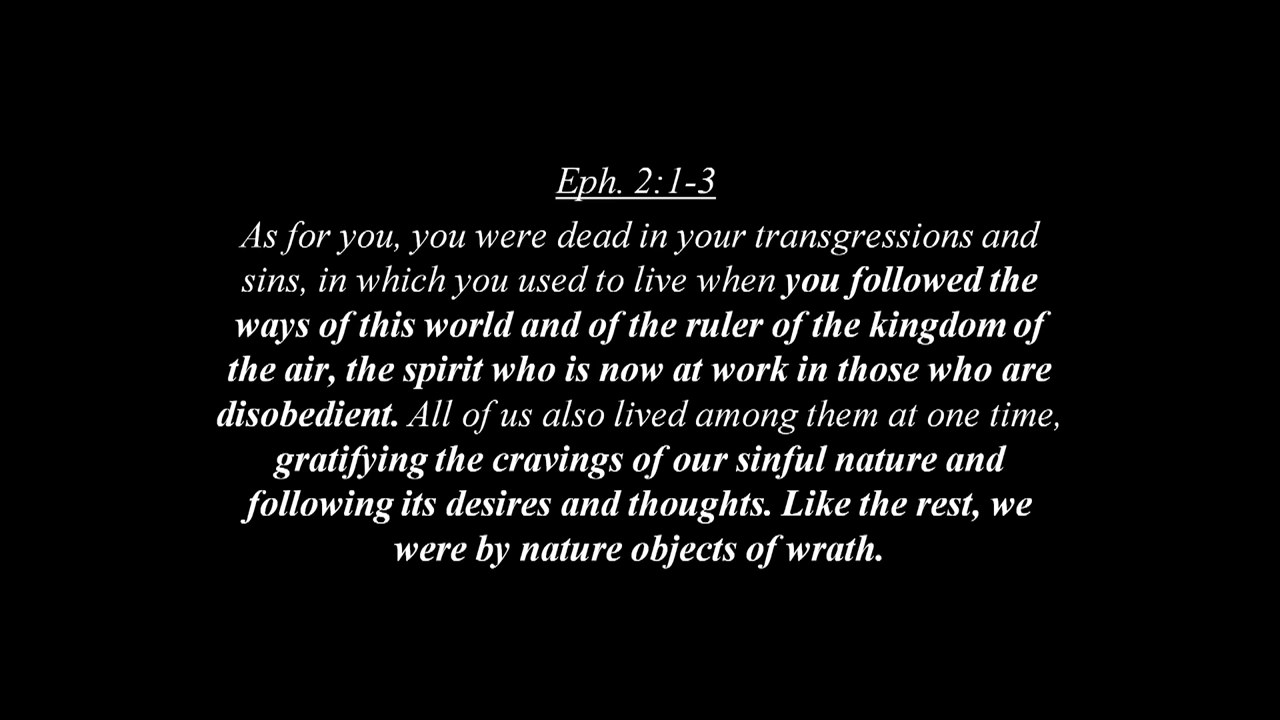 Eph. 2:1-3
As for you, you were dead in your transgressions and
sins, in which you used to live when you followed the
ways of this world and of the ruler of the kingdom of
the air, the spirit who is now at work in those who are
disobedient. All of us also lived among them at one time,
gratifying the cravings of our sinful nature and
following its desires and thoughts. Like the rest, we
were by nature objects of wrath.